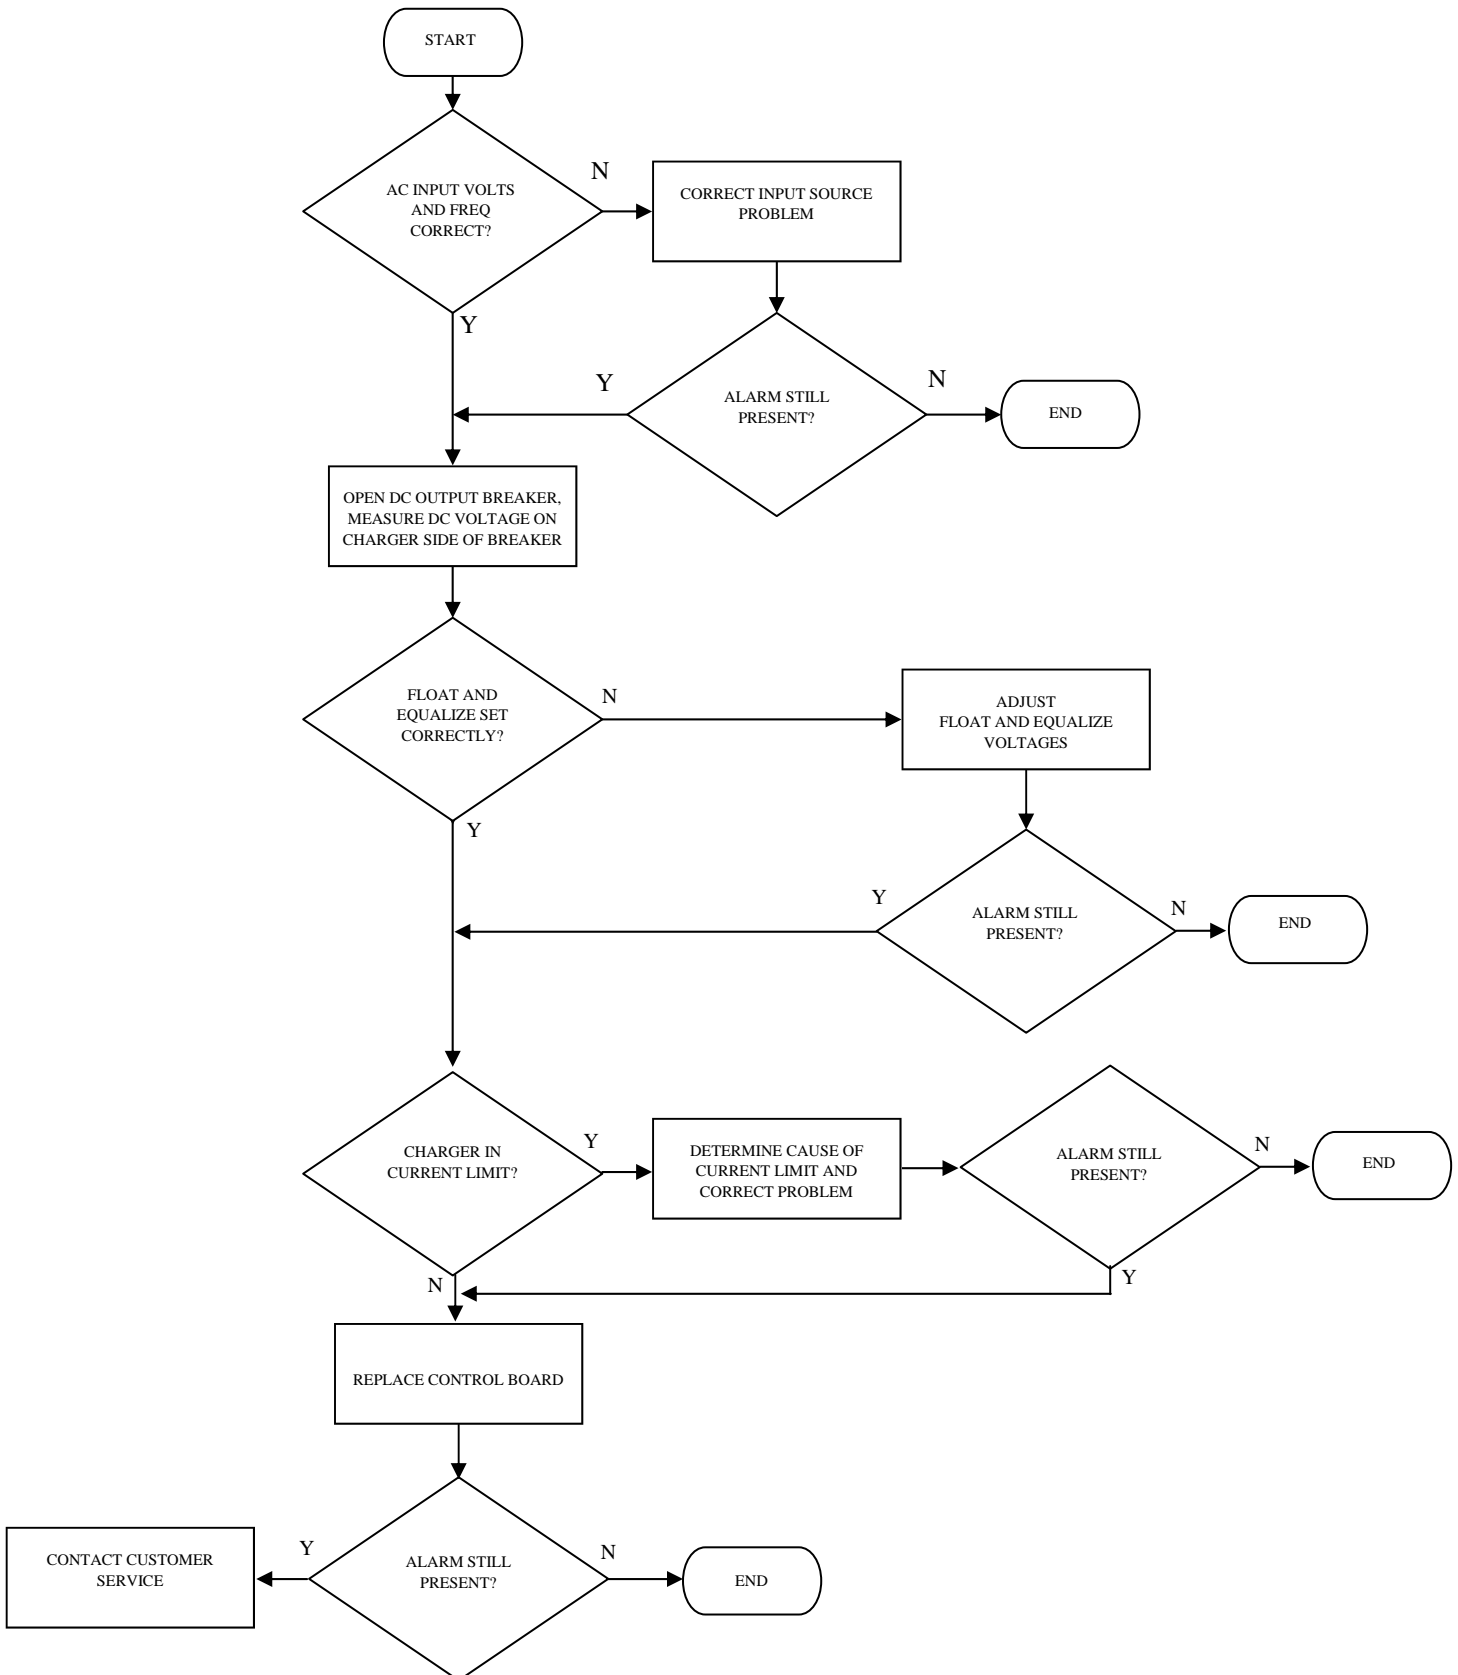 START
AC INPUT VOLTS
AND FREQ
CORRECT?
N
CORRECT INPUT SOURCE
PROBLEM
Y
ALARM STILL
PRESENT?
Y
N
END
OPEN DC OUTPUT BREAKER,
MEASURE DC VOLTAGE ON
CHARGER SIDE OF BREAKER
FLOAT AND
EQUALIZE SET
CORRECTLY?
N
ADJUST
FLOAT AND EQUALIZE
VOLTAGES
Y
ALARM STILL
PRESENT?
Y
N
END
CHARGER IN
CURRENT LIMIT?
Y
DETERMINE CAUSE OF
CURRENT LIMIT AND
CORRECT PROBLEM
ALARM STILL
PRESENT?
N
END
N
Y
REPLACE CONTROL BOARD
ALARM STILL
PRESENT?
Y
CONTACT CUSTOMER
SERVICE
N
END